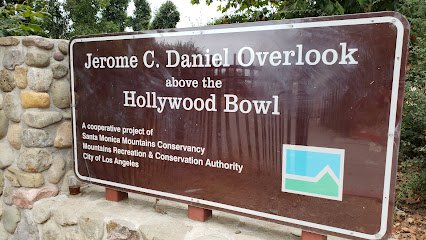 Jerome C. Daniel Overlook
above the
Hollywood Bowl
A cooperative project of
Santa Monica Mountains Conservancy
Mountains Recreation & Conservation Authority
City of Los Angeles